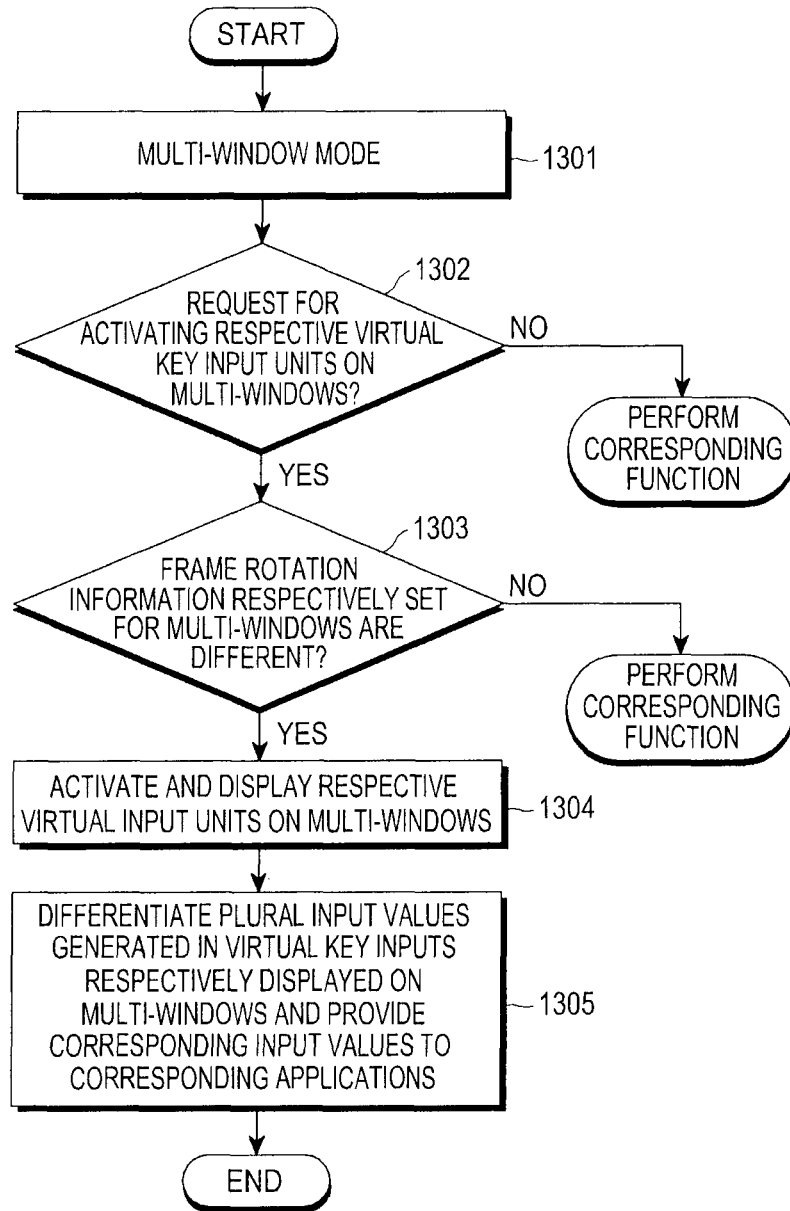 START
MULTI-WINDOW MODE
1301
1302
REQUEST FOR
ACTIVATING RESPECTIVE VIRTUAL
KEY INPUT UNITS ON
MULTI-WINDOWS?
NO
PERFORM
CORRESPONDING
FUNCTION
YES
1303
FRAME ROTATION
INFORMATION RESPECTIVELY SET
FOR MULTI-WINDOWS ARE
DIFFERENT?
NO
PERFORM
CORRESPONDING
FUNCTION
YES
ACTIVATE AND DISPLAY RESPECTIVE
VIRTUAL INPUT UNITS ON MULTI-WINDOWS
1304
DIFFERENTIATE PLURAL INPUT VALUES
GENERATED IN VIRTUAL KEY INPUTS
RESPECTIVELY DISPLAYED ON
MULTI-WINDOWS AND PROVIDE
CORRESPONDING INPUT VALUES TO
CORRESPONDING APPLICATIONS
1305
END